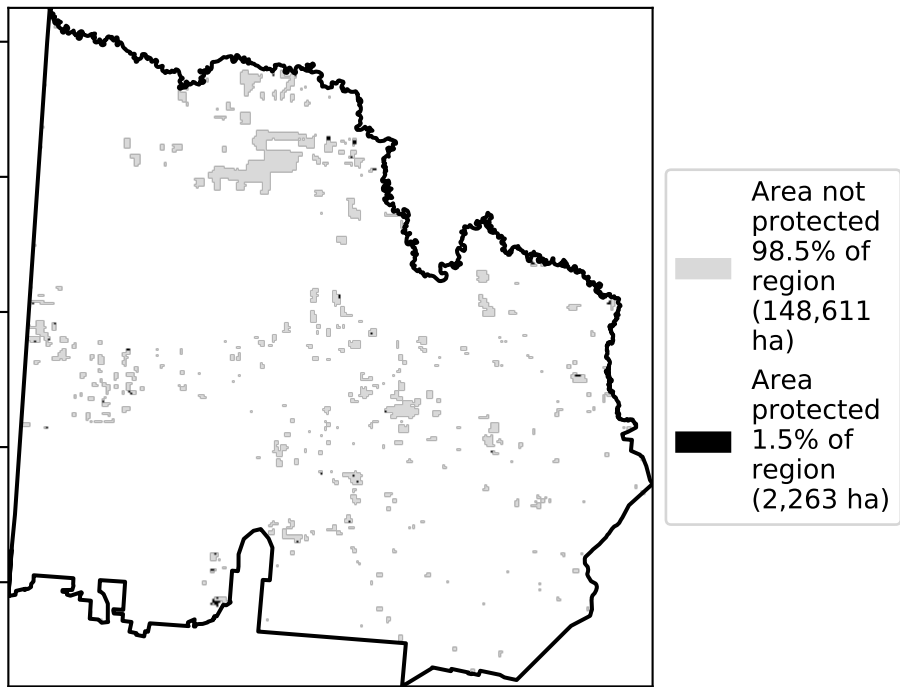 Area not
protected
98.5% of
region
(148,611
ha)
Area
protected
1.5% of
region
(2,263 ha)